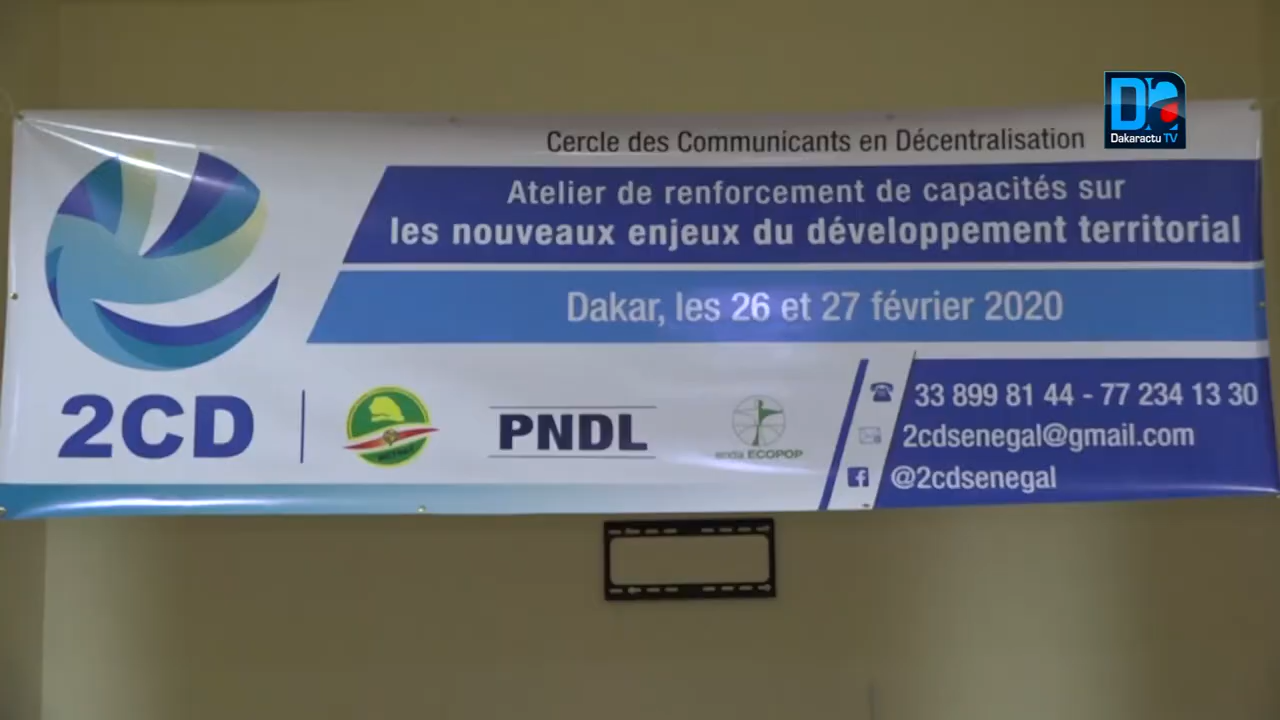 Dakaractu TV
Cercle des Communicants en Décentralisation
Atelier de renforcement de capacités sur
les nouveaux enjeux du développement territorial
Dakar, les 26 et 27 février 2020
2CD
PNDL
enda ECOPOP
33 899 81 44 - 77 234 13 30
2cdsenegal@gmail.com
@2cdsenegal